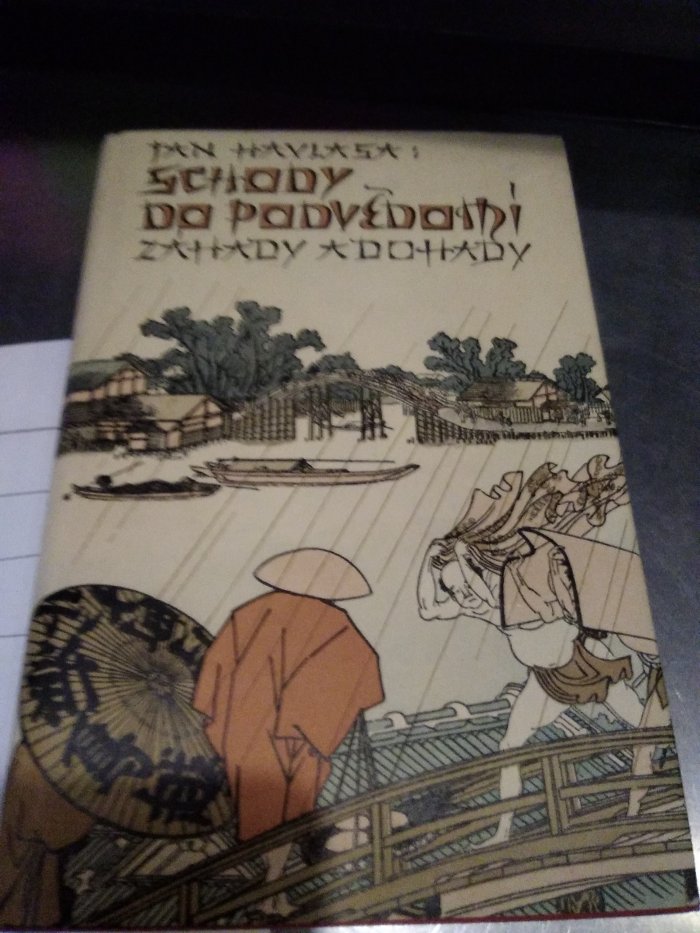 JAN HAVLASA:
SCHODY
DO PODVĚDOMÍ
ZÁHADY A DOHADY